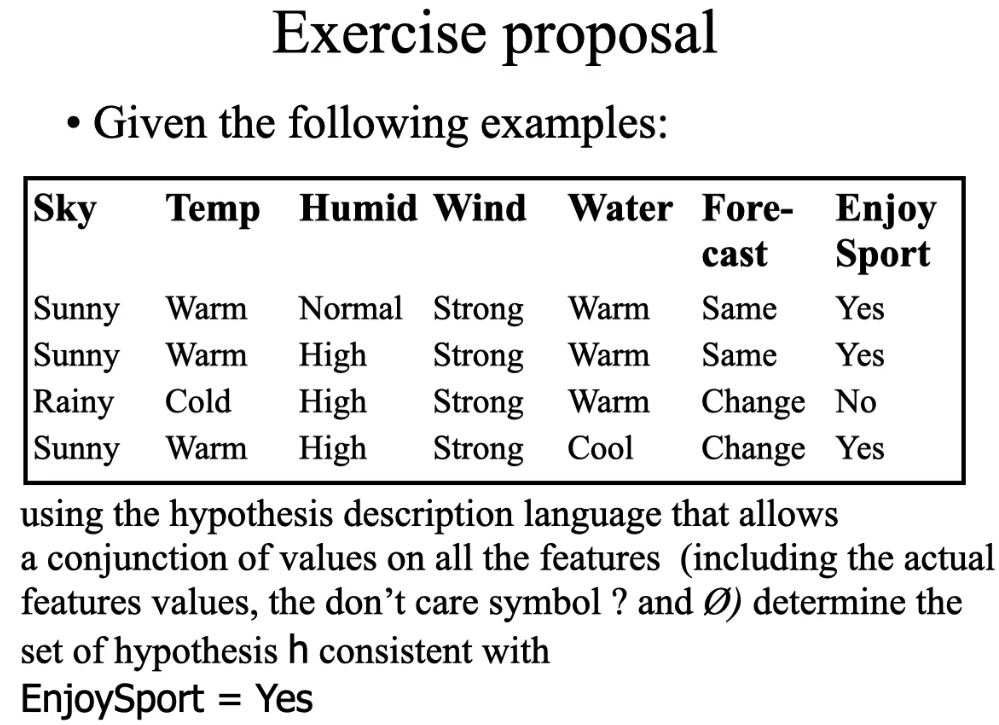 Exercise proposal
• Given the following examples:
Sky Temp Humid Wind Water Fore- Enjoy
cast Sport
Sunny Warm Normal Strong Warm Same Yes
Sunny Warm High Strong Warm Same Yes
Rainy Cold High Strong Warm Change No
Sunny Warm High Strong Cool Change Yes
using the hypothesis description language that allows
a conjunction of values on all the features (including the actual
features values, the don’t care symbol ? and Ø) determine the
set of hypothesis h consistent with
EnjoySport = Yes